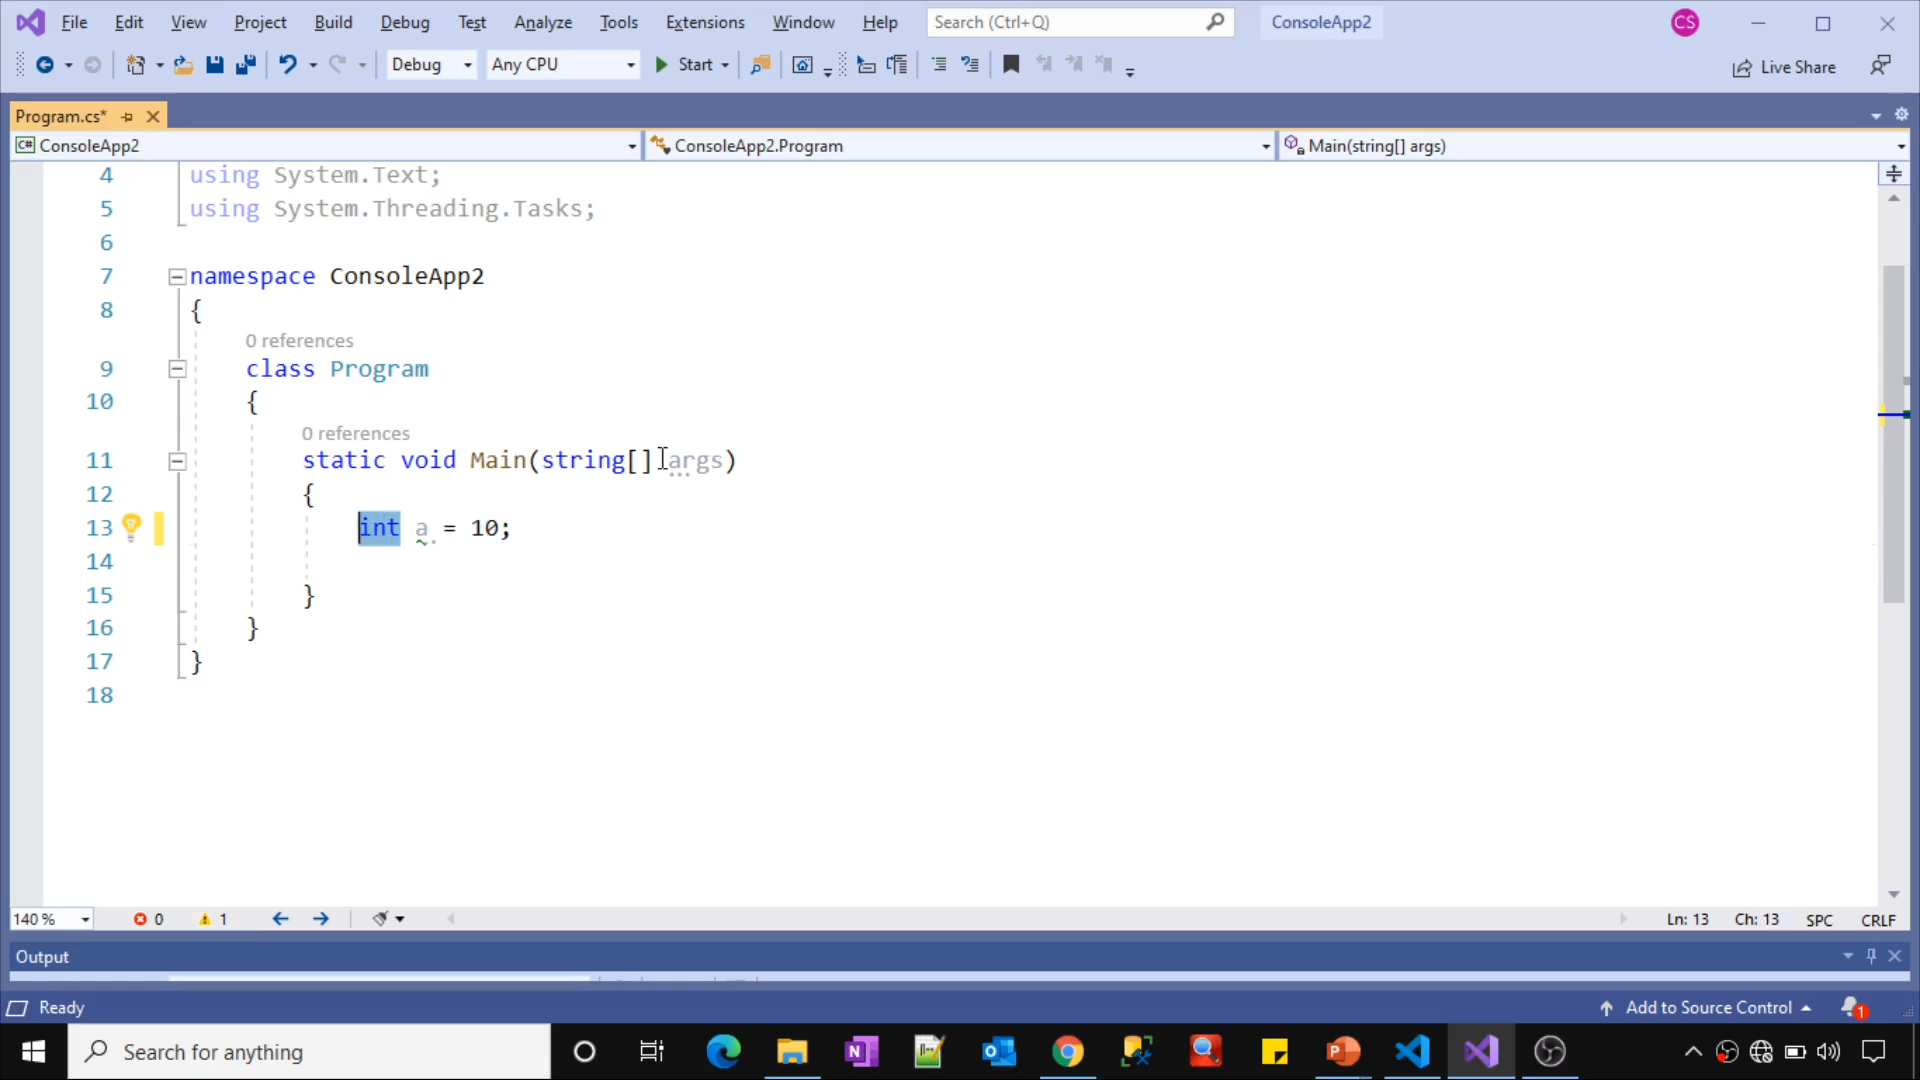 File Edit View Project Build Debug Test Analyze Tools Extensions Window Help Search (Ctrl+Q) ConsoleApp2 CS
Debug Any CPU Start Live Share
Program.cs*
C# ConsoleApp2 ConsoleApp2.Program Main(string[] args)
4 using System.Text;
5 using System.Threading.Tasks;
6
7 namespace ConsoleApp2
8 {
0 references
9 class Program
10 {
0 references
11 static void Main(string[] args)
12 {
13 int a = 10;
14
15 }
16 }
17 }
18
140 % 0 1 Ln: 13 Ch: 13 SPC CRLF
Output
Ready Add to Source Control 1
Search for anything